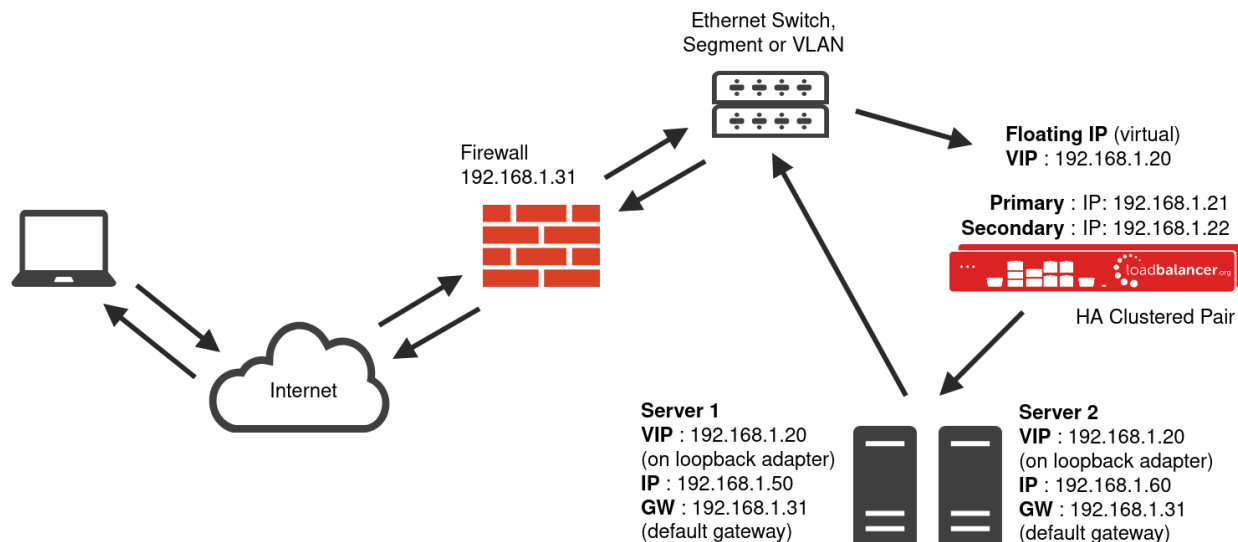 Ethernet Switch,
Segment or VLAN
Firewall
192.168.1.31
Floating IP (virtual)
VIP : 192.168.1.20
Primary : IP: 192.168.1.21
Secondary : IP: 192.168.1.22
loadbalancer.org
HA Clustered Pair
Internet
Server 1
VIP : 192.168.1.20
(on loopback adapter)
IP : 192.168.1.50
GW : 192.168.1.31
(default gateway)
Server 2
VIP : 192.168.1.20
(on loopback adapter)
IP : 192.168.1.60
GW : 192.168.1.31
(default gateway)